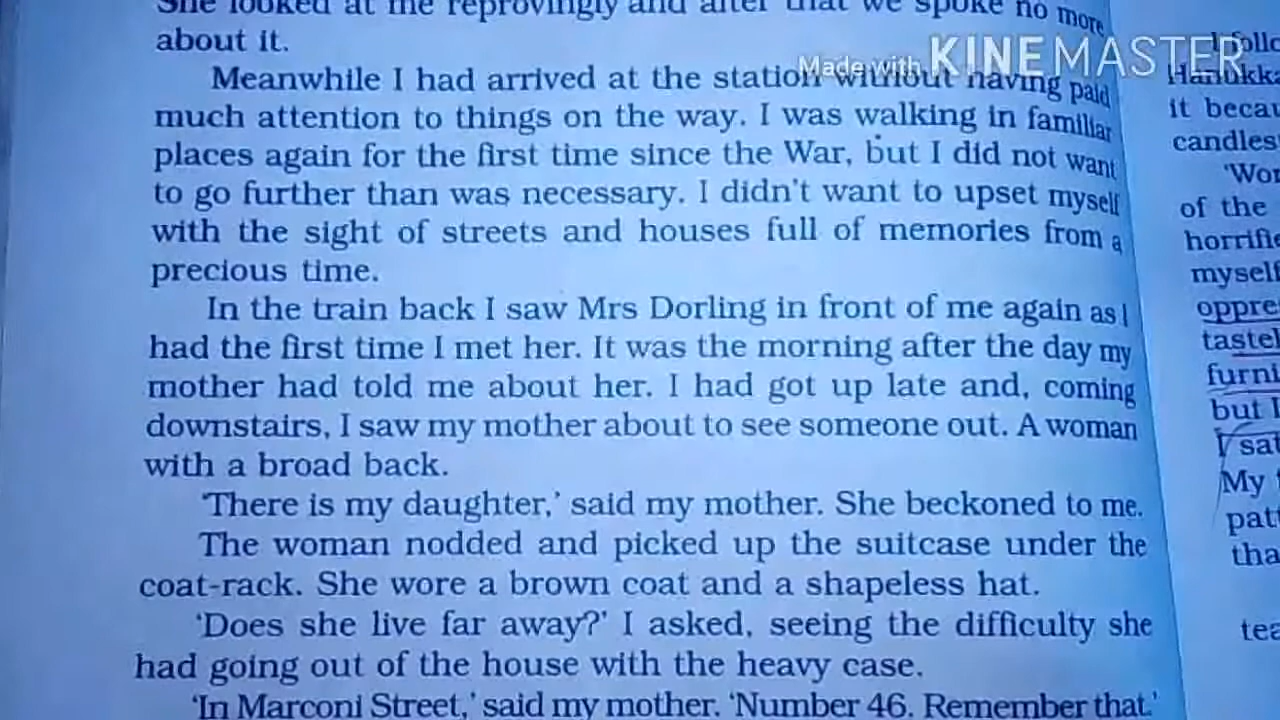 She looked at me reprovingly and after that we spoke no more
about it.
Meanwhile I had arrived at the station without having paid
much attention to things on the way. I was walking in familiar
places again for the first time since the War, but I did not want
to go further than was necessary. I didn't want to upset myself
with the sight of streets and houses full of memories from a
precious time.
In the train back I saw Mrs Dorling in front of me again as I
had the first time I met her. It was the morning after the day my
mother had told me about her. I had got up late and, coming
downstairs, I saw my mother about to see someone out. A woman
with a broad back.
'There is my daughter,' said my mother. She beckoned to me.
The woman nodded and picked up the suitcase under the
coat-rack. She wore a brown coat and a shapeless hat.
'Does she live far away?' I asked, seeing the difficulty she
had going out of the house with the heavy case.
'In Marconi Street,' said my mother. 'Number 46. Remember that.'
Made with KINEMASTER
it
candles
of the
myself
but I
I
My